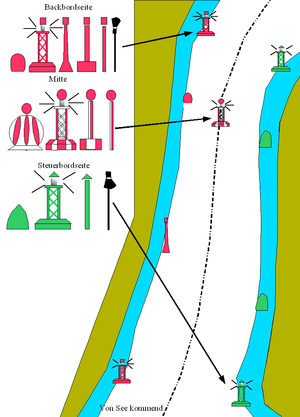 Backbordseite
Mitte
Steuerbordseite
Von See kommend